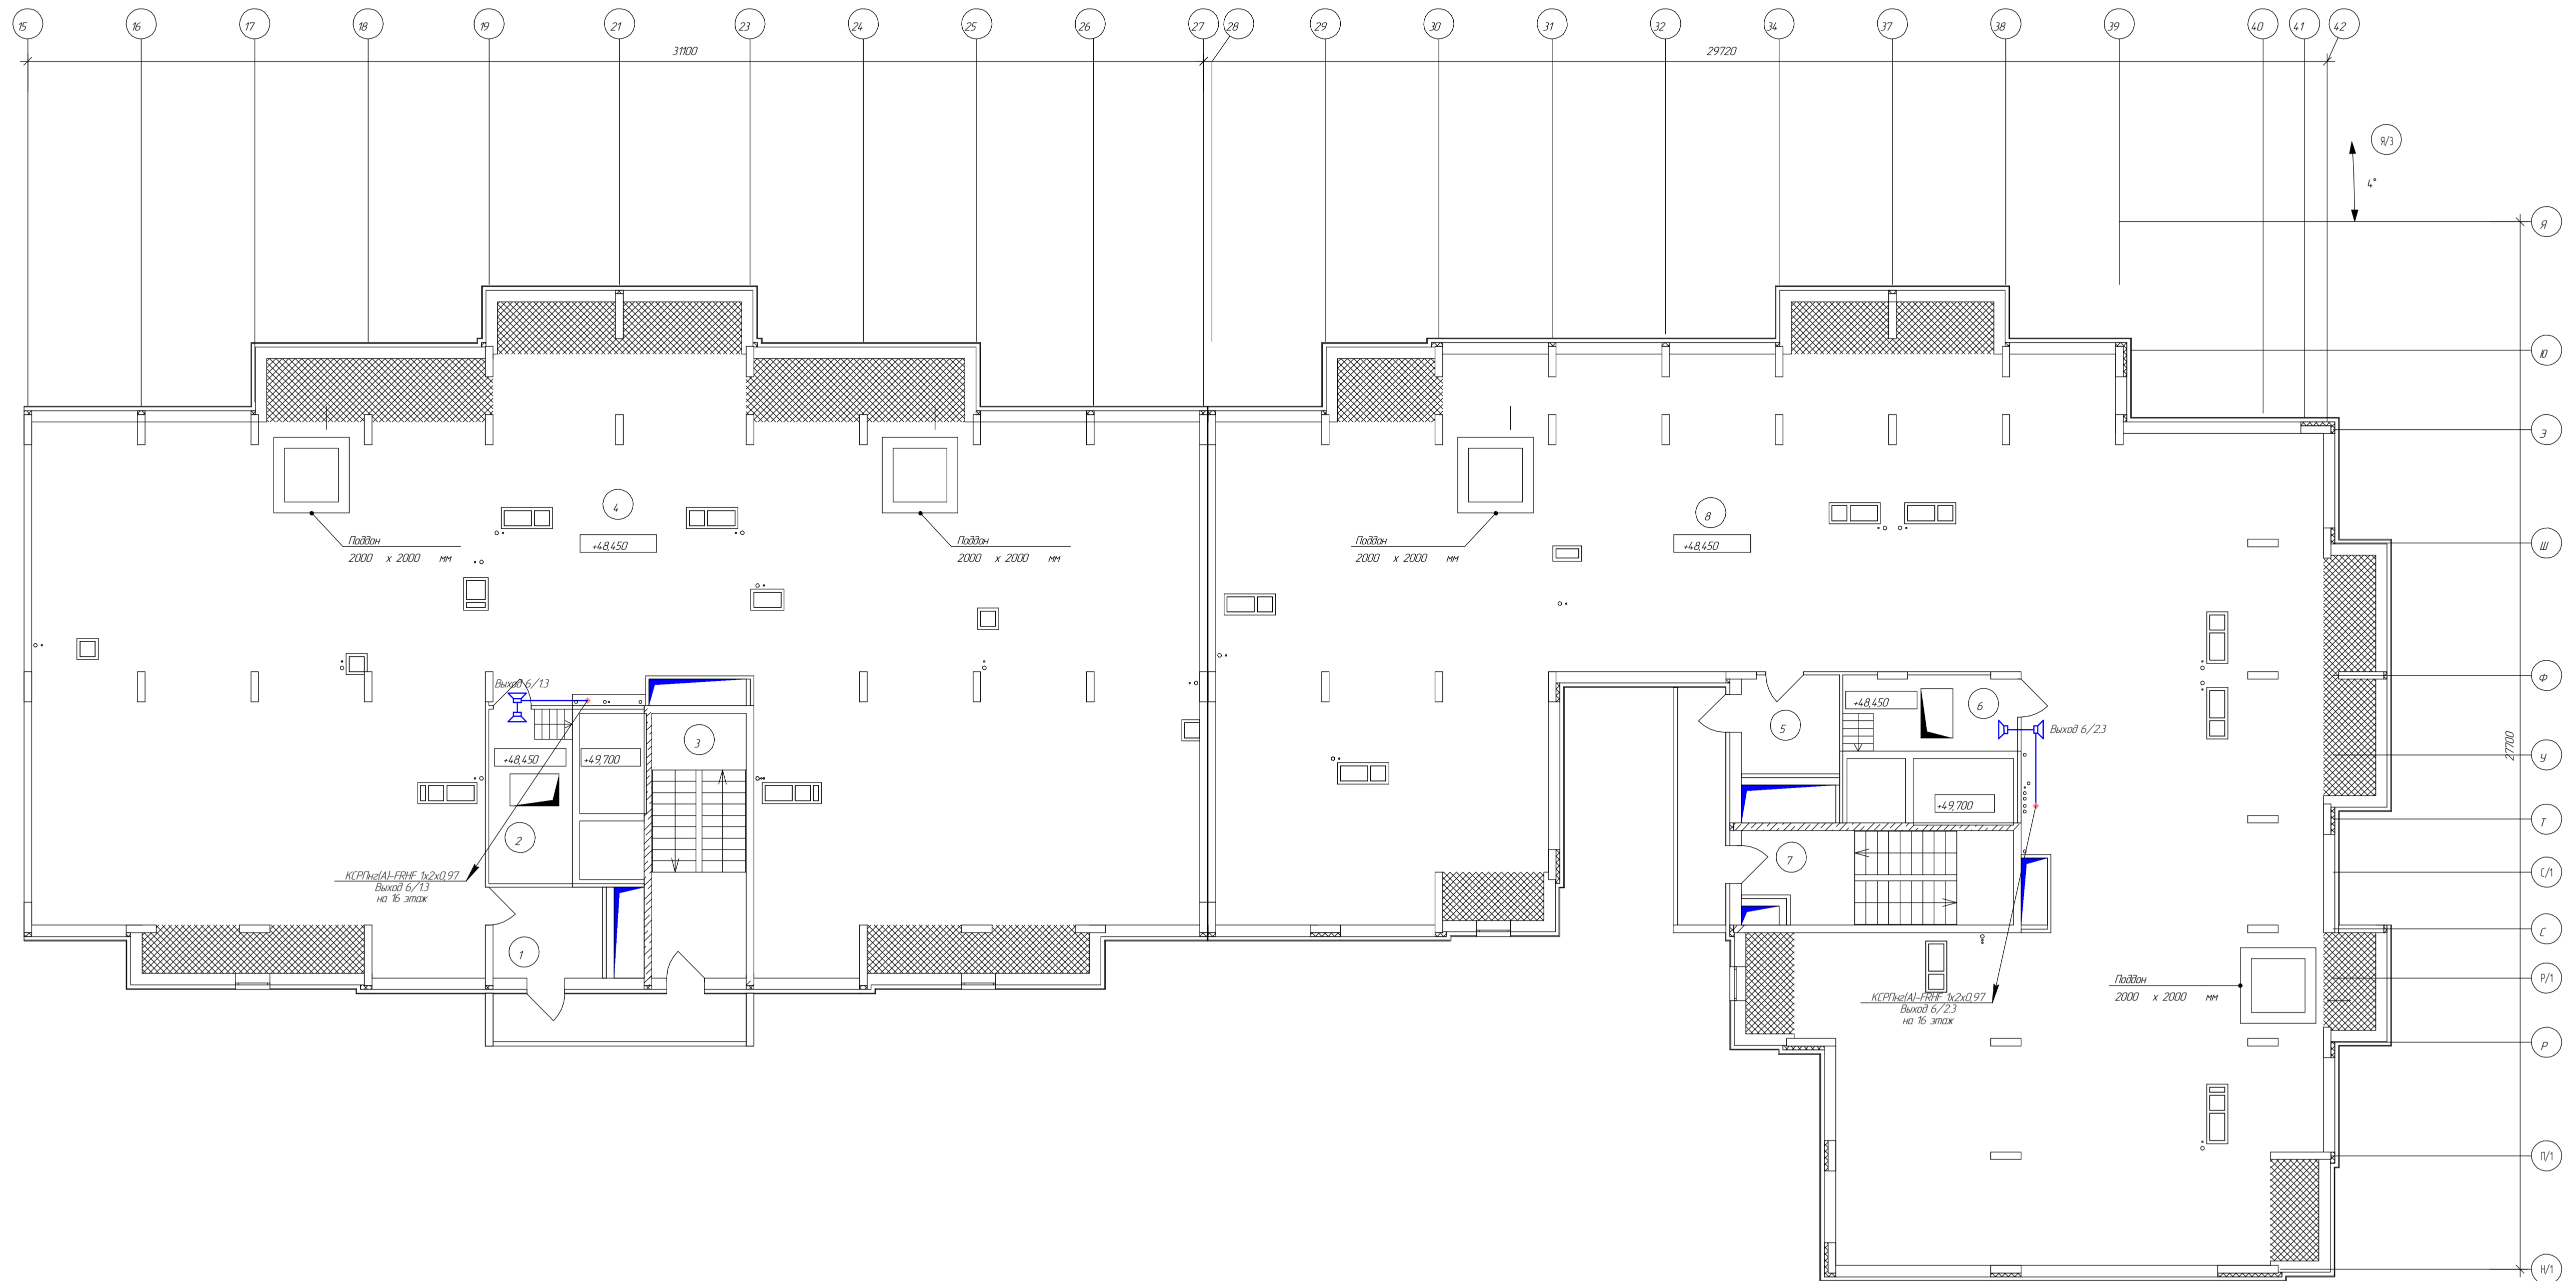 15 16 17 18 19 21 23 24 25 26 27 28 29 30 31 32 34 37 38 39 40 41 42
31100 29720
Я/3
4°
Я
Ю
З
4
8
+48,450
+48,450
Поддон
2000 х 2000 мм
Поддон
2000 х 2000 мм
Поддон
2000 х 2000 мм
Ш
Ф
Выход 6/1.3
+48,450
5
6
Выход 6/2.3
3
27700
У
+48,450
+49,700
+49,700
Т
2
7
КСРПнг(А)-FRHF 1х2х0,97
Выход 6/1.3
на 16 этаж
С/1
С
1
Р/1
Поддон
2000 х 2000 мм
КСРПнг(А)-FRHF 1х2х0,97
Выход 6/2.3
на 16 этаж
Р
П/1
Н/1